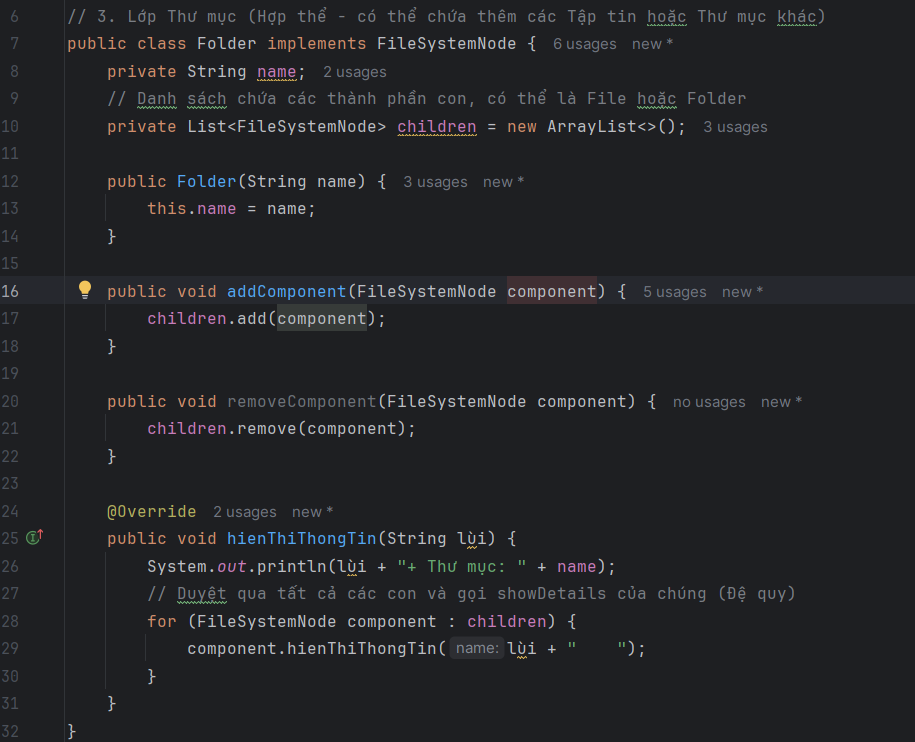 6 // 3. Lớp Thư mục (Hợp thể - có thể chứa thêm các Tập tin hoặc Thư mục khác)
7 public class Folder implements FileSystemNode { 6 usages new *
8 private String name; 2 usages
9 // Danh sách chứa các thành phần con, có thể là File hoặc Folder
10 private List<FileSystemNode> children = new ArrayList<>(); 3 usages
11
12 public Folder(String name) { 3 usages new *
13 this.name = name;
14 }
15
16 public void addComponent(FileSystemNode component) { 5 usages new *
17 children.add(component);
18 }
19
20 public void removeComponent(FileSystemNode component) { no usages new *
21 children.remove(component);
22 }
23
24 @Override 2 usages new *
25 public void hienThiThongTin(String lùi) {
26 System.out.println(lùi + "+ Thư mục: " + name);
27 // Duyệt qua tất cả các con và gọi showDetails của chúng (Đệ quy)
28 for (FileSystemNode component : children) {
29 component.hienThiThongTin( name: lùi + "    ");
30 }
31 }
32 }